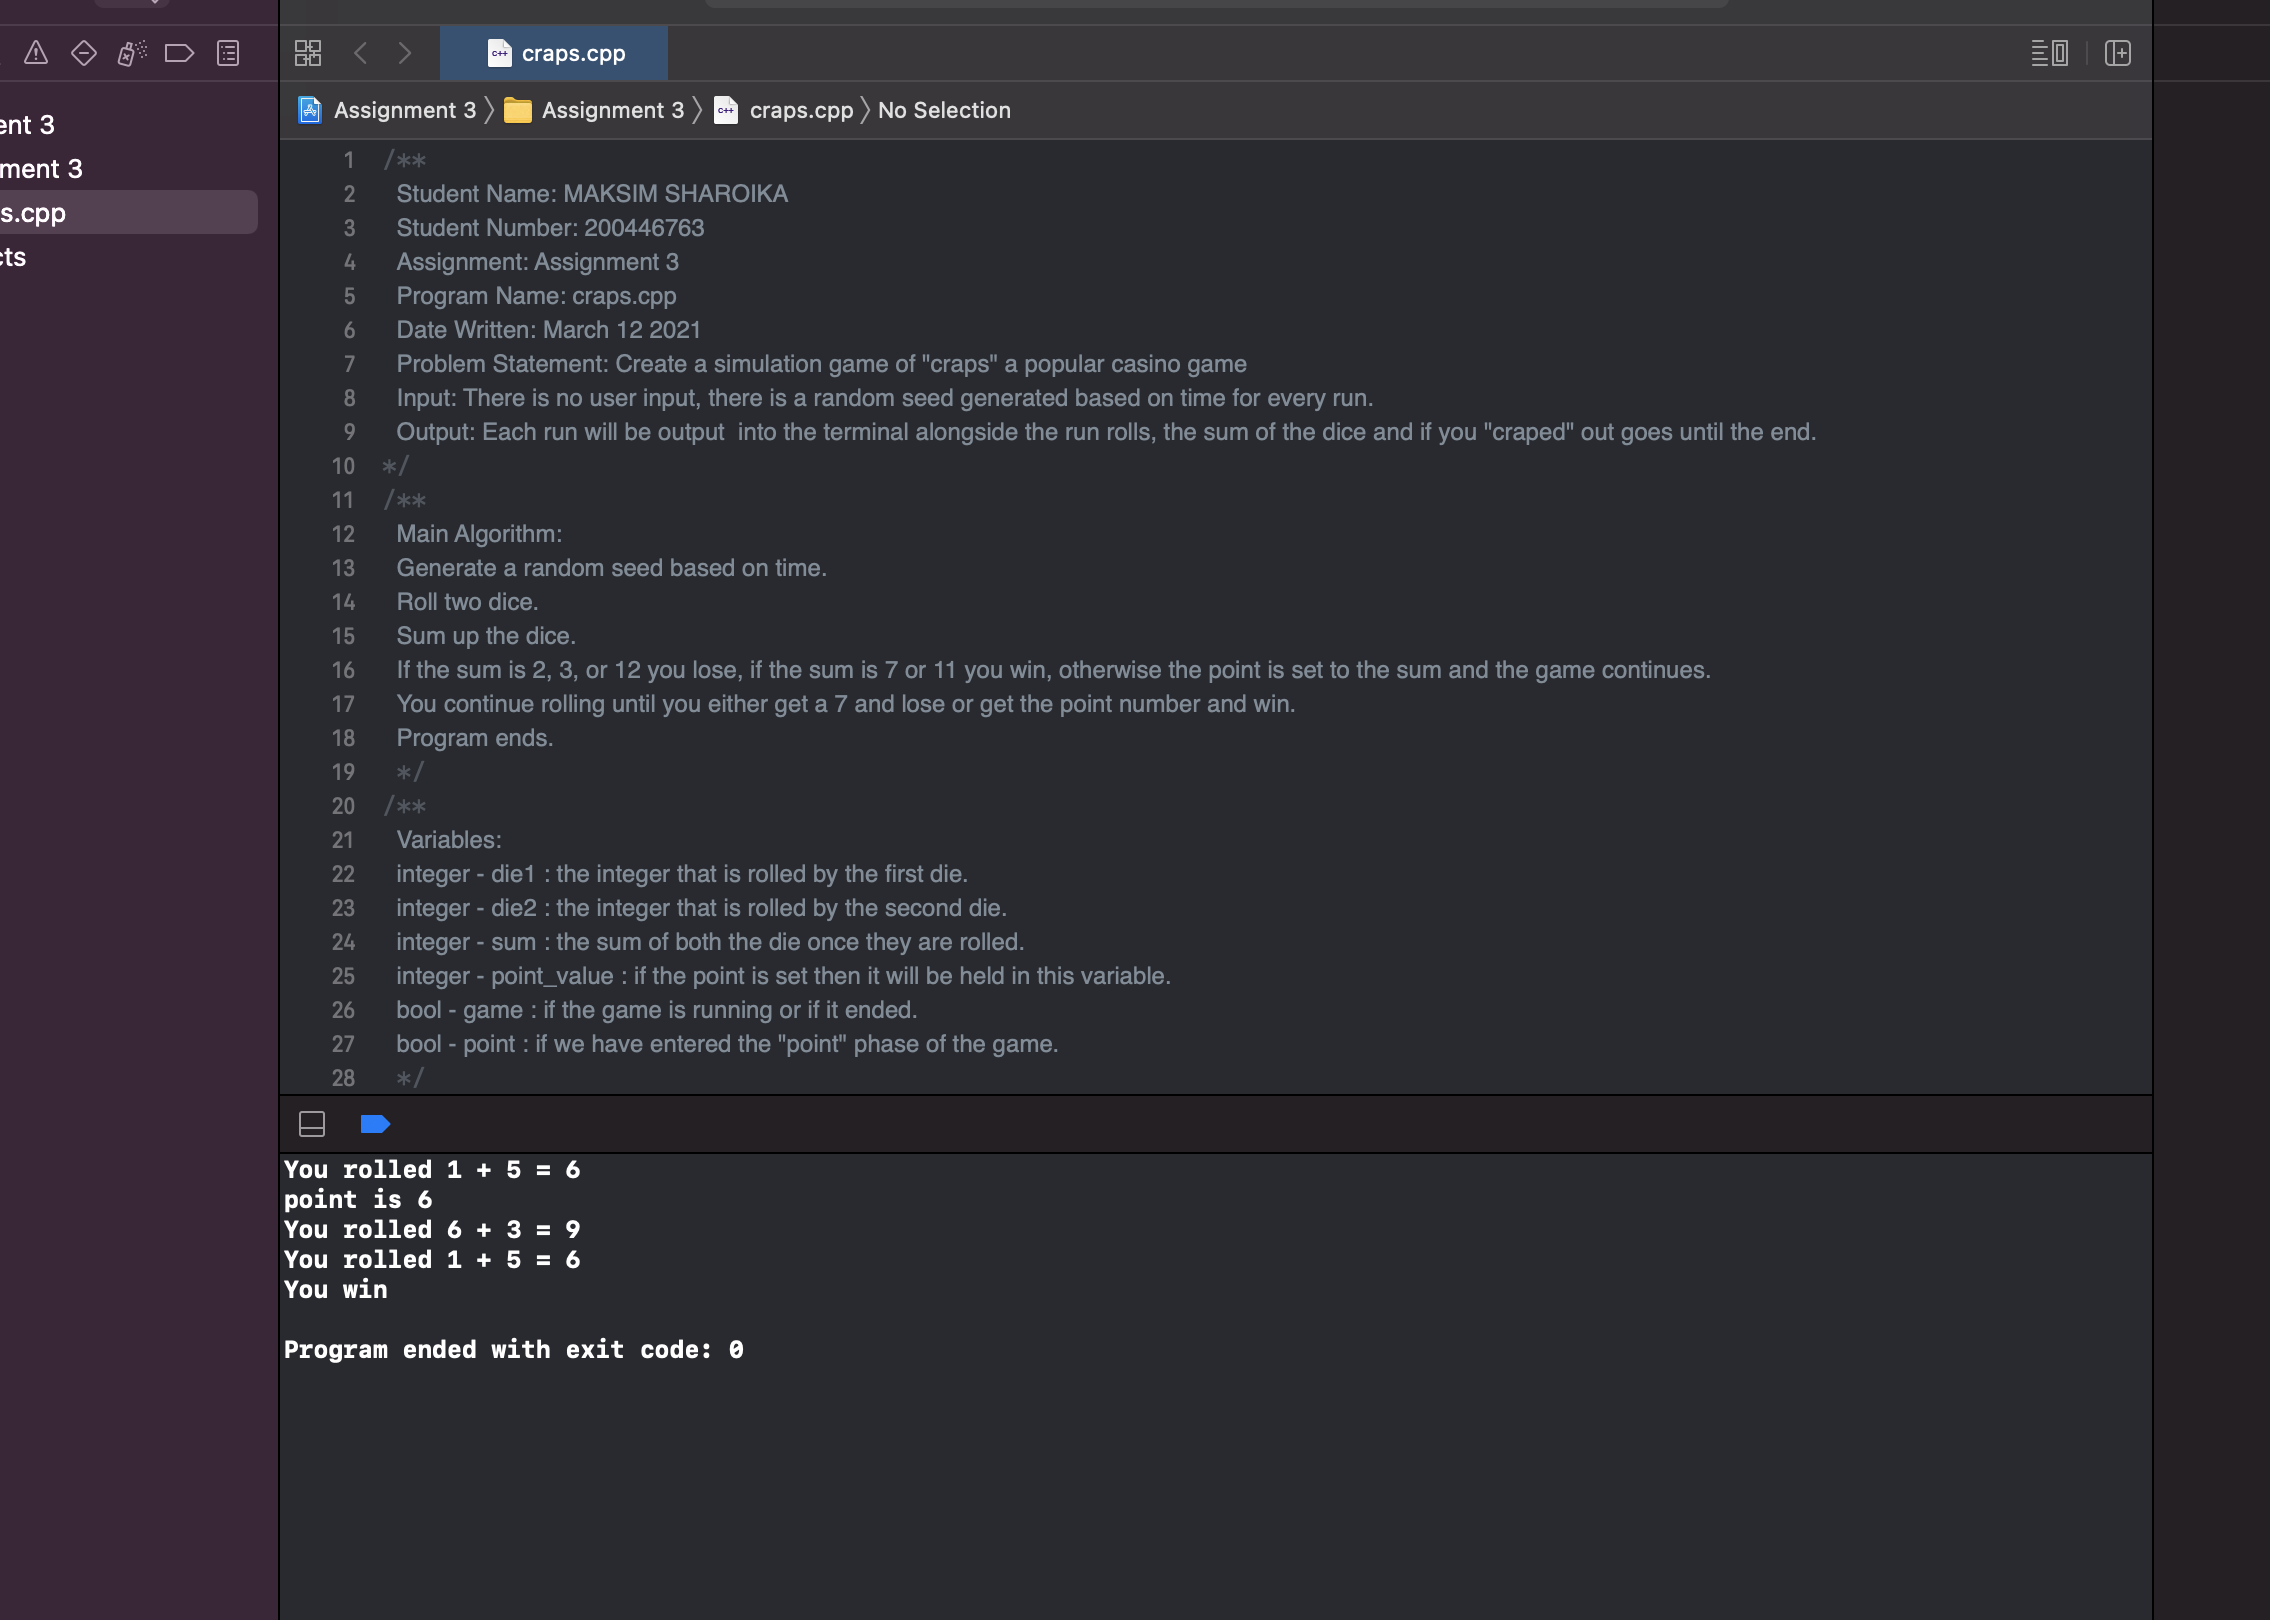 craps.cpp
Assignment 3 〉 Assignment 3 〉 craps.cpp 〉 No Selection
ent 3
ment 3
s.cpp
cts
1 /**
2 Student Name: MAKSIM SHAROIKA
3 Student Number: 200446763
4 Assignment: Assignment 3
5 Program Name: craps.cpp
6 Date Written: March 12 2021
7 Problem Statement: Create a simulation game of "craps" a popular casino game
8 Input: There is no user input, there is a random seed generated based on time for every run.
9 Output: Each run will be output  into the terminal alongside the run rolls, the sum of the dice and if you "craped" out goes until the end.
10 */
11 /**
12 Main Algorithm:
13 Generate a random seed based on time.
14 Roll two dice.
15 Sum up the dice.
16 If the sum is 2, 3, or 12 you lose, if the sum is 7 or 11 you win, otherwise the point is set to the sum and the game continues.
17 You continue rolling until you either get a 7 and lose or get the point number and win.
18 Program ends.
19 */
20 /**
21 Variables:
22 integer - die1 : the integer that is rolled by the first die.
23 integer - die2 : the integer that is rolled by the second die.
24 integer - sum : the sum of both the die once they are rolled.
25 integer - point_value : if the point is set then it will be held in this variable.
26 bool - game : if the game is running or if it ended.
27 bool - point : if we have entered the "point" phase of the game.
28 */
You rolled 1 + 5 = 6
point is 6
You rolled 6 + 3 = 9
You rolled 1 + 5 = 6
You win
Program ended with exit code: 0